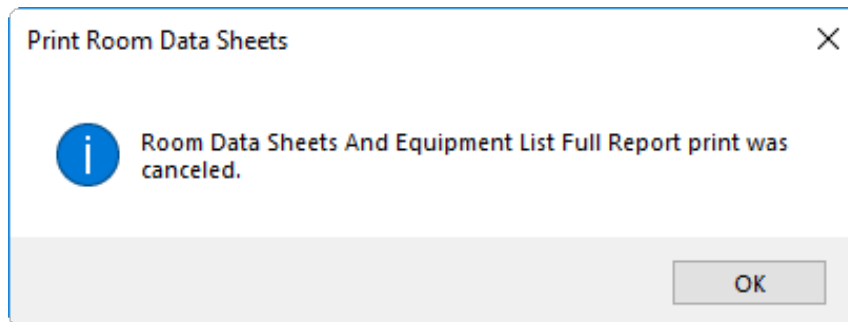 Print Room Data Sheets
Room Data Sheets And Equipment List Full Report print was
canceled.
OK